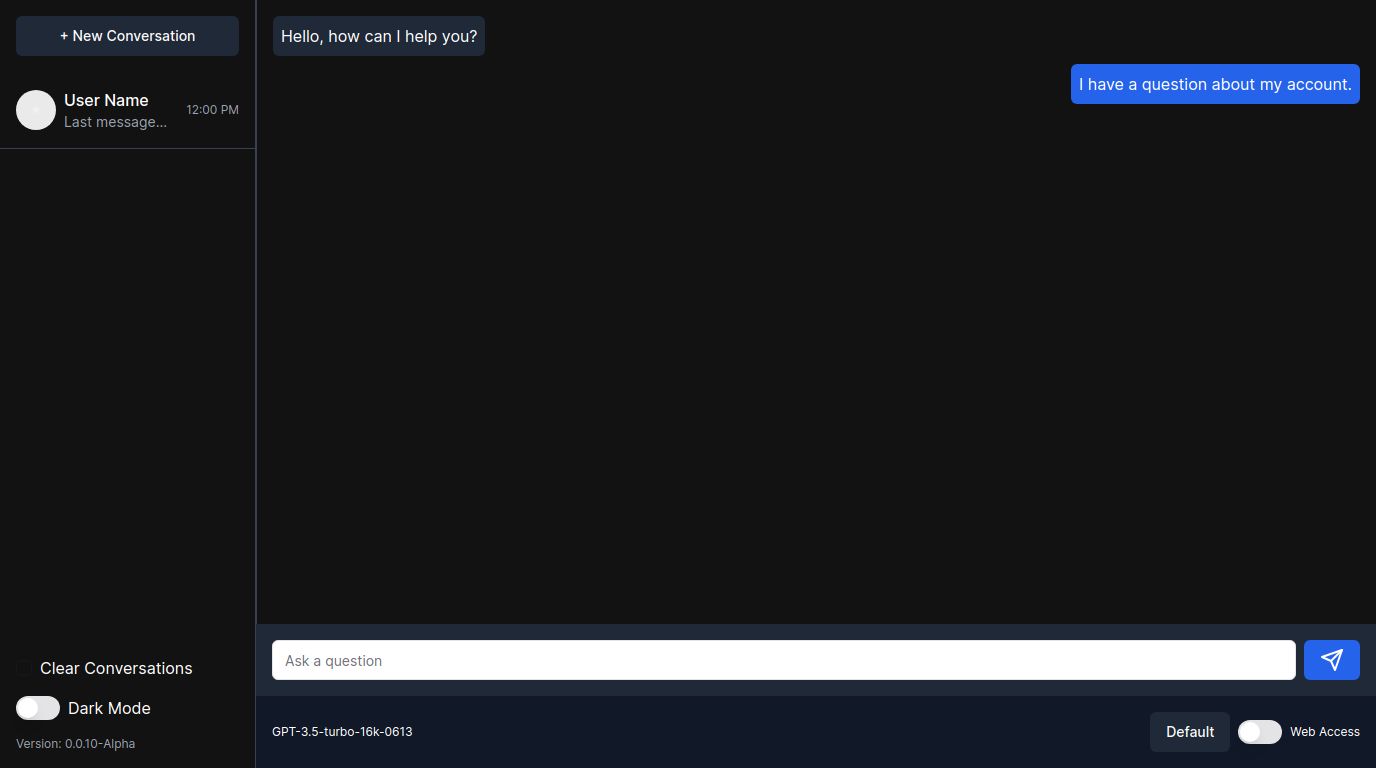 + New Conversation
User Name
Last message...
12:00 PM
Clear Conversations
Dark Mode
Version: 0.0.10-Alpha
Hello, how can I help you?
I have a question about my account.
Ask a question
GPT-3.5-turbo-16k-0613
Default
Web Access